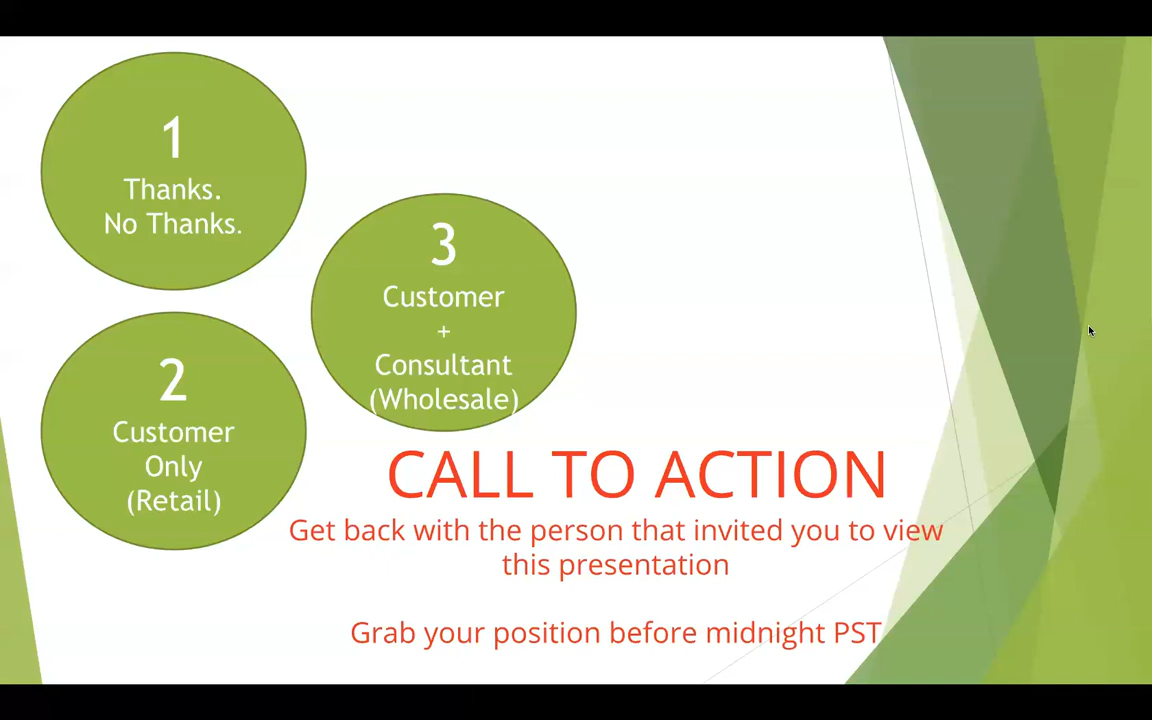 1
Thanks.
No Thanks.
2
Customer
Only
(Retail)
3
Customer
+
Consultant
(Wholesale)
CALL TO ACTION
Get back with the person that invited you to view
this presentation
Grab your position before midnight PST